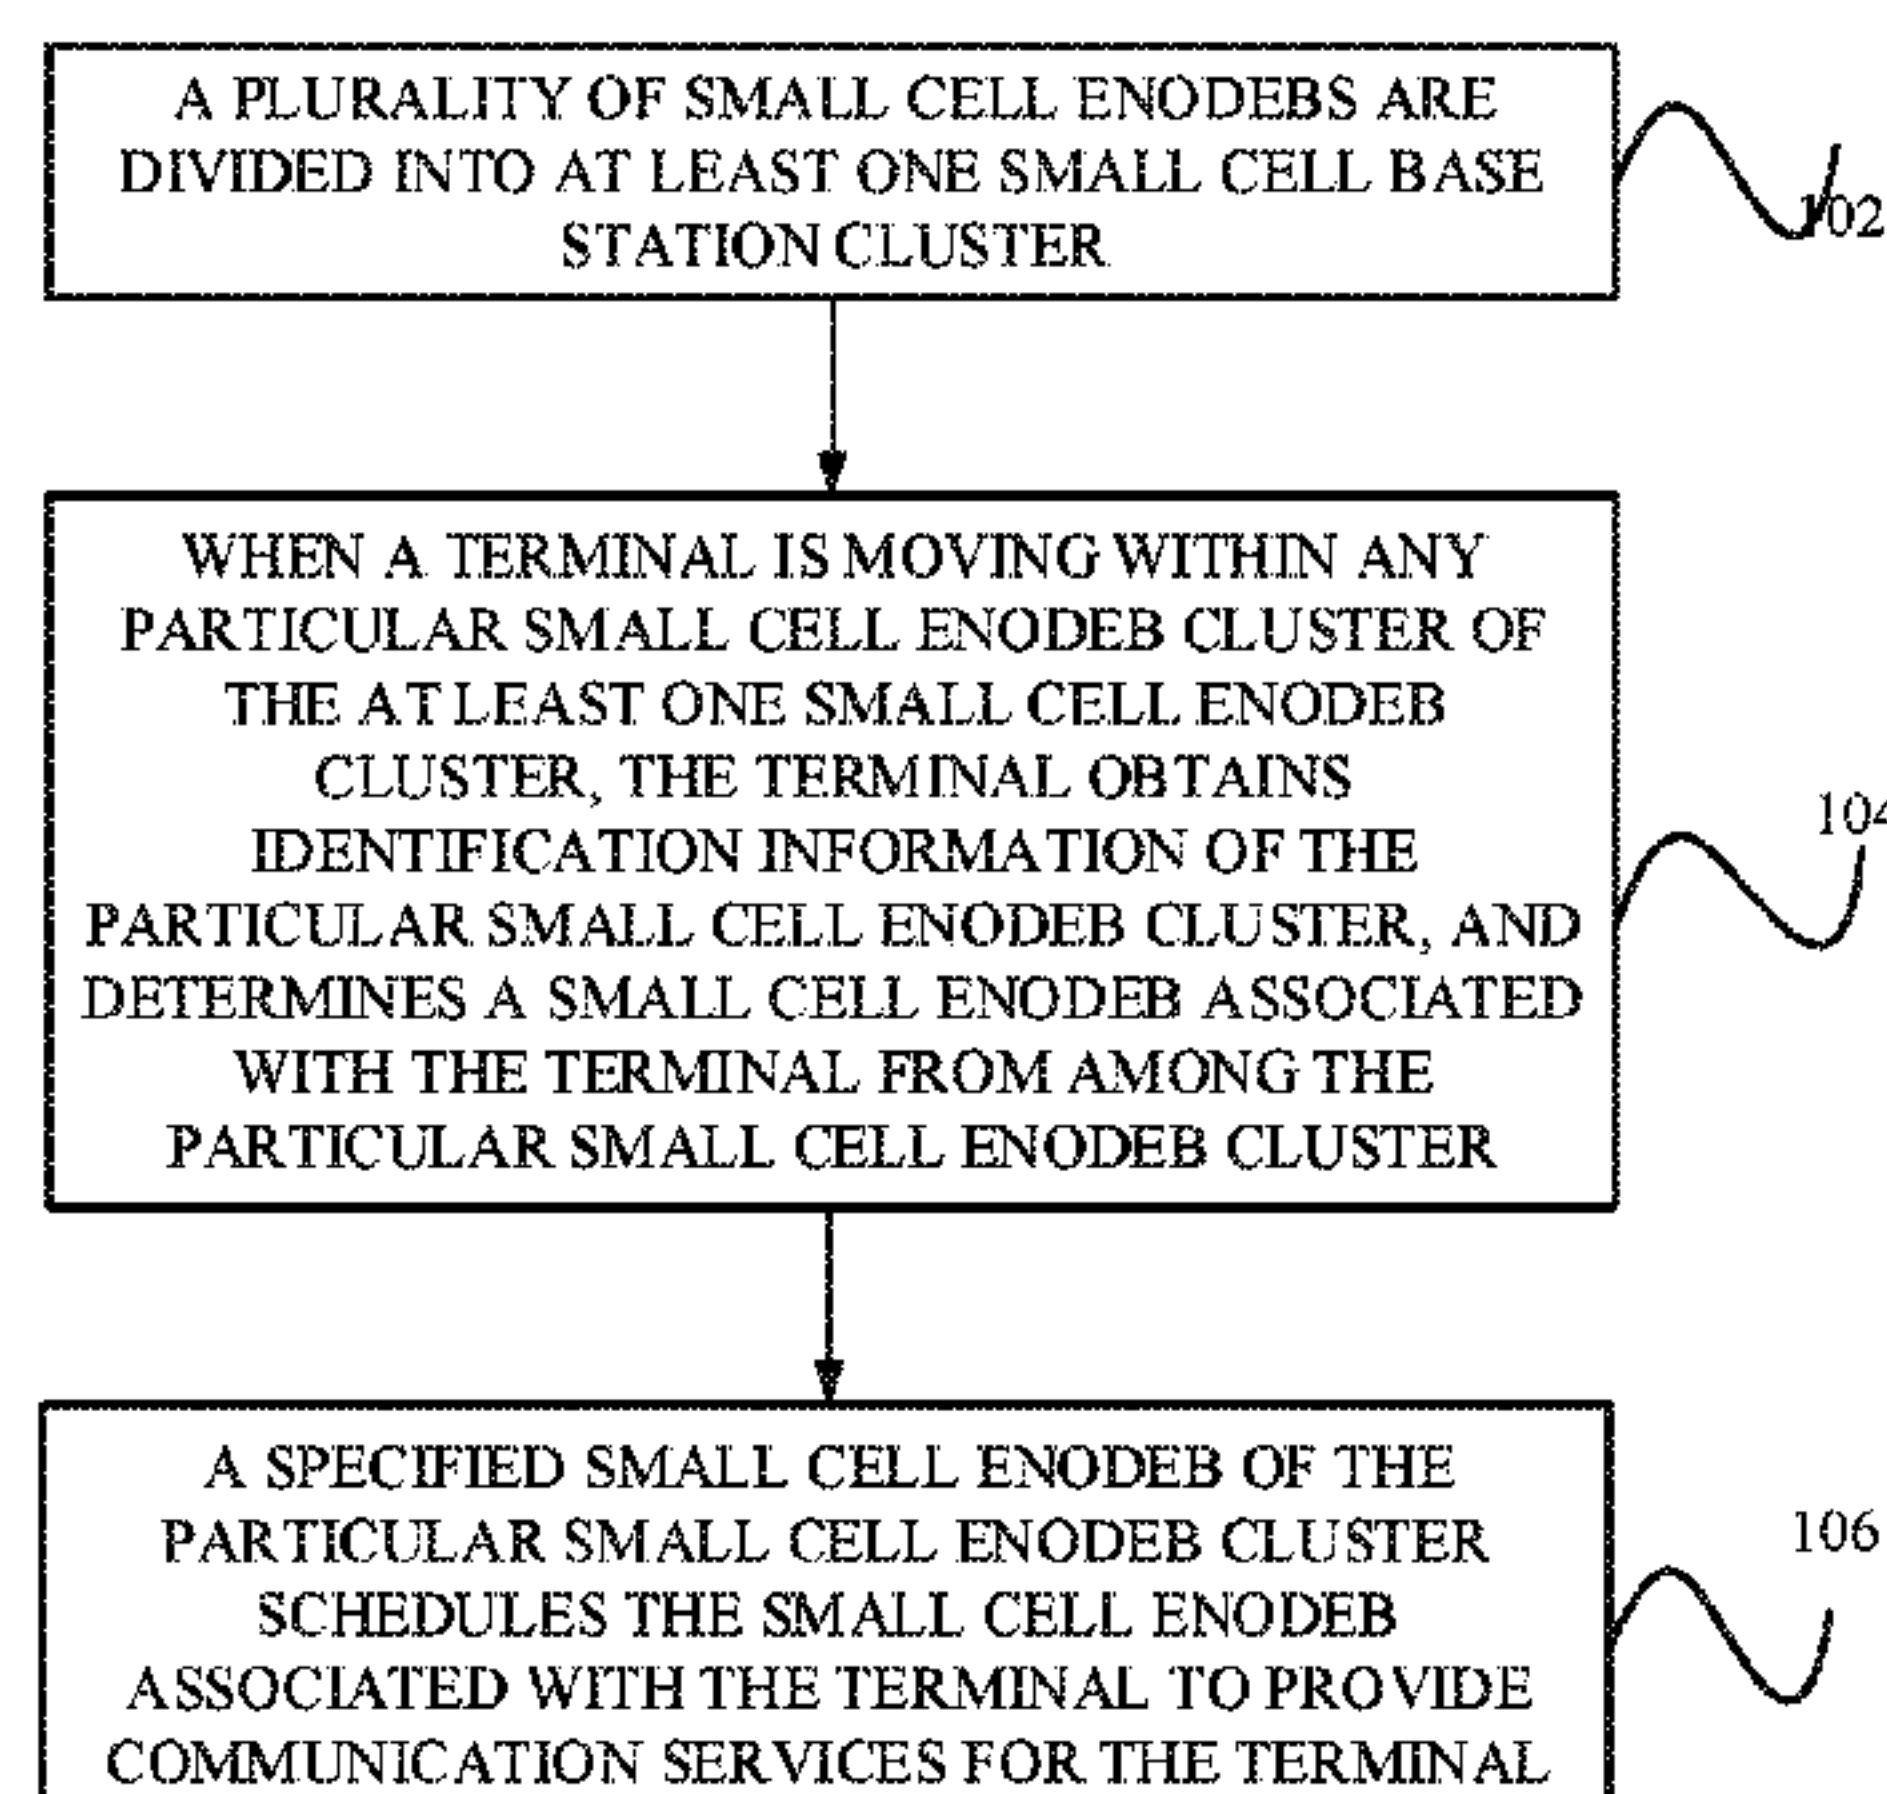 A PLURALITY OF SMALL CELL ENODEBS ARE
DIVIDED INTO AT LEAST ONE SMALL CELL BASE
STATION CLUSTER
102
WHEN A TERMINAL IS MOVING WITHIN ANY
PARTICULAR SMALL CELL ENODEB CLUSTER OF
THE AT LEAST ONE SMALL CELL ENODEB
CLUSTER, THE TERMINAL OBTAINS
IDENTIFICATION INFORMATION OF THE
PARTICULAR SMALL CELL ENODEB CLUSTER, AND
DETERMINES A SMALL CELL ENODEB ASSOCIATED
WITH THE TERMINAL FROM AMONG THE
PARTICULAR SMALL CELL ENODEB CLUSTER
104
A SPECIFIED SMALL CELL ENODEB OF THE
PARTICULAR SMALL CELL ENODEB CLUSTER
SCHEDULES THE SMALL CELL ENODEB
ASSOCIATED WITH THE TERMINAL TO PROVIDE
COMMUNICATION SERVICES FOR THE TERMINAL
106